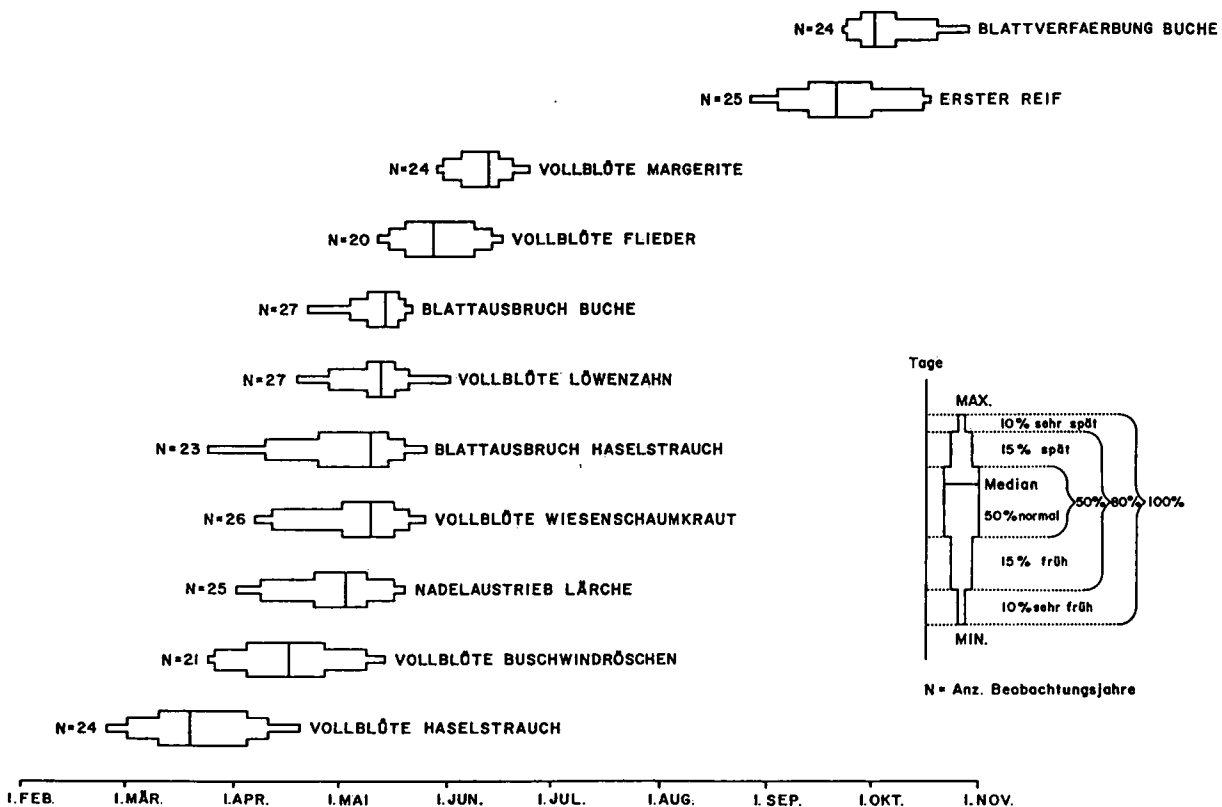 N=24 BLATTVERFAERBUNG BUCHE
N=25 ERSTER REIF
N=24 VOLLBLÜTE MARGERITE
N=20 VOLLBLÜTE FLIEDER
N=27 BLATTAUSBRUCH BUCHE
N=27 VOLLBLÜTE LÖWENZAHN
N=23 BLATTAUSBRUCH HASELSTRAUCH
N=26 VOLLBLÜTE WIESENSCHAUMKRAUT
N=25 NADELAUSTRIEB LÄRCHE
N=21 VOLLBLÜTE BUSCHWINDRÖSCHEN
N=24 VOLLBLÜTE HASELSTRAUCH
Tage
MAX.
10% sehr spät
15% spät
Median
50% normal
50% 80% 100%
15% früh
10% sehr früh
MIN.
N = Anz. Beobachtungsjahre
1.FEB. 1.MÄR. 1.APR. 1.MAI 1.JUN. 1.JUL. 1.AUG. 1.SEP. 1.OKT. 1.NOV.